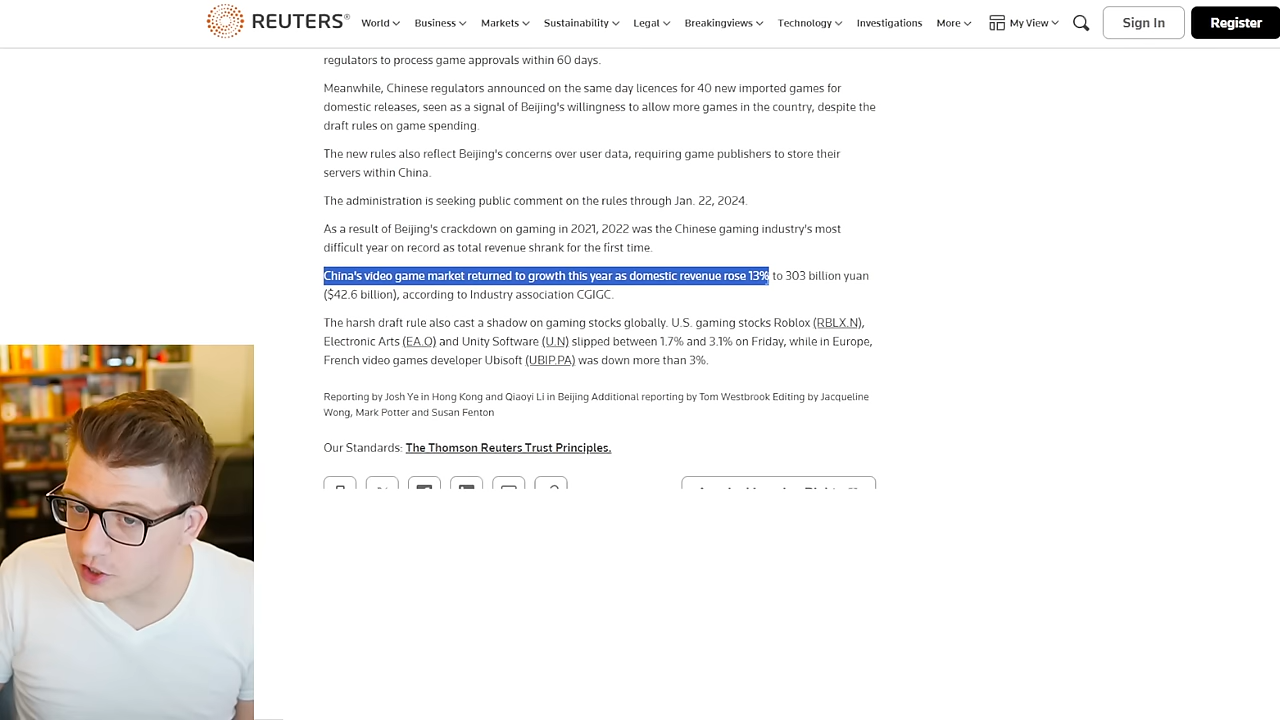 REUTERS®
World Business Markets Sustainability Legal Breakingviews Technology Investigations More My View Sign In Register
regulators to process game approvals within 60 days.
Meanwhile, Chinese regulators announced on the same day licences for 40 new imported games for
domestic releases, seen as a signal of Beijing's willingness to allow more games in the country, despite the
draft rules on game spending.
The new rules also reflect Beijing's concerns over user data, requiring game publishers to store their
servers within China.
The administration is seeking public comment on the rules through Jan. 22, 2024.
As a result of Beijing's crackdown on gaming in 2021, 2022 was the Chinese gaming industry's most
difficult year on record as total revenue shrank for the first time.
China's video game market returned to growth this year as domestic revenue rose 13% to 303 billion yuan
($42.6 billion), according to Industry association CGIGC.
The harsh draft rule also cast a shadow on gaming stocks globally. U.S. gaming stocks Roblox (RBLX.N),
Electronic Arts (EA.O) and Unity Software (U.N) slipped between 1.7% and 3.1% on Friday, while in Europe,
French video games developer Ubisoft (UBIP.PA) was down more than 3%.
Reporting by Josh Ye in Hong Kong and Qiaoyi Li in Beijing Additional reporting by Tom Westbrook Editing by Jacqueline
Wong, Mark Potter and Susan Fenton
Our Standards: The Thomson Reuters Trust Principles.